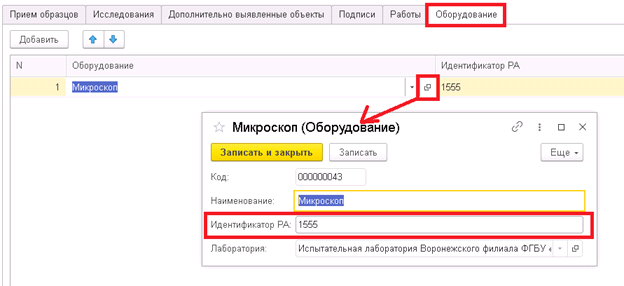 Прием образцов Исследования Дополнительно выявленные объекты Подписи Работы Оборудование
Добавить
N Оборудование Идентификатор РА
1 Микроскоп 1555
Микроскоп (Оборудование)
Записать и закрыть Записать Еще
Код: 000000043
Наименование: Микроскоп
Идентификатор РА: 1555
Лаборатория: Испытательная лаборатория Воронежского филиала ФГБУ «